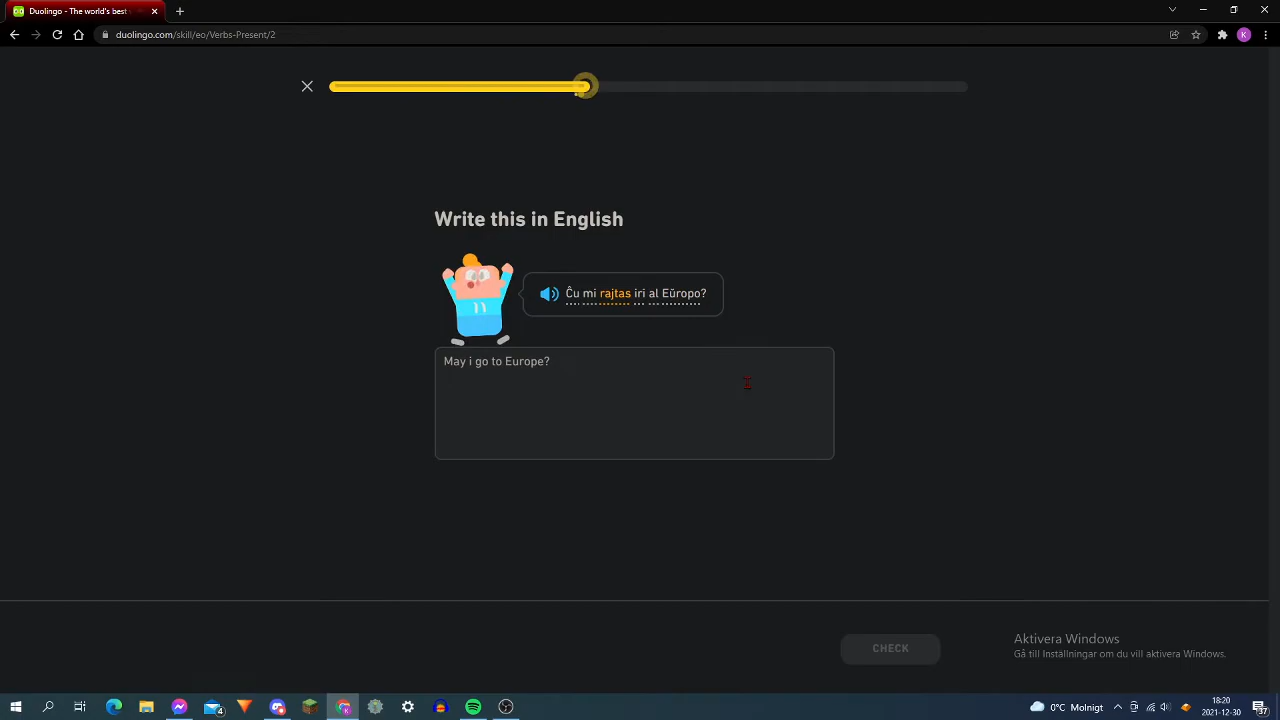 Duolingo - The world's best
duolingo.com/skill/eo/Verbs-Present/2
K
Write this in English
Ĉu mi rajtas iri al Eŭropo?
May i go to Europe?
CHECK
Aktivera Windows
Gå till Inställningar om du vill aktivera Windows.
4
K
0°C Molnigt
18:20
2021-12-30